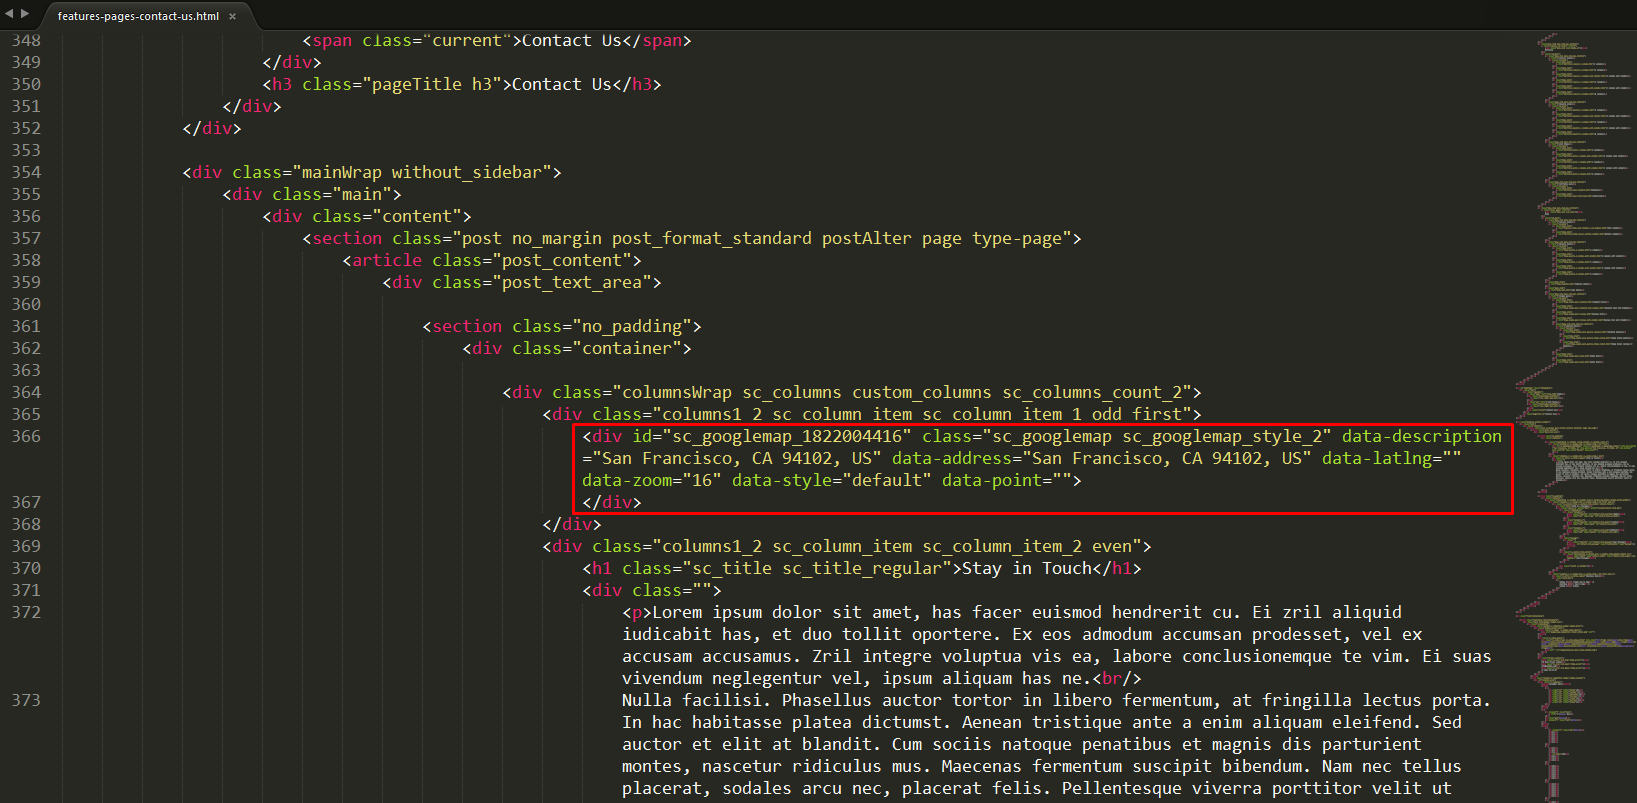 features-pages-contact-us.html ×
348 <span class="current">Contact Us</span>
349 </div>
350 <h3 class="pageTitle h3">Contact Us</h3>
351 </div>
352 </div>
353
354 <div class="mainWrap without_sidebar">
355 <div class="main">
356 <div class="content">
357 <section class="post no_margin post_format_standard postAlter page type-page">
358 <article class="post_content">
359 <div class="post_text_area">
360
361 <section class="no_padding">
362 <div class="container">
363
364 <div class="columnsWrap sc_columns custom_columns sc_columns_count_2">
365 <div class="columns1_2 sc_column_item sc_column_item_1 odd first">
366 <div id="sc_googlemap_1822004416" class="sc_googlemap sc_googlemap_style_2" data-description
="San Francisco, CA 94102, US" data-address="San Francisco, CA 94102, US" data-latlng=""
data-zoom="16" data-style="default" data-point="">
367 </div>
368 </div>
369 <div class="columns1_2 sc_column_item sc_column_item_2 even">
370 <h1 class="sc_title sc_title_regular">Stay in Touch</h1>
371 <div class="">
372 <p>Lorem ipsum dolor sit amet, has facer euismod hendrerit cu. Ei zril aliquid
iudicabit has, et duo tollit oportere. Ex eos admodum accumsan prodesset, vel ex
accusam accusamus. Zril integre voluptua vis ea, labore conclusionemque te vim. Ei suas
vivendum neglegentur vel, ipsum aliquam has ne.<br/>
373 Nulla facilisi. Phasellus auctor tortor in libero fermentum, at fringilla lectus porta.
In hac habitasse platea dictumst. Aenean tristique ante a enim aliquam eleifend. Sed
auctor et elit at blandit. Cum sociis natoque penatibus et magnis dis parturient
montes, nascetur ridiculus mus. Maecenas fermentum suscipit bibendum. Nam nec tellus
placerat, sodales arcu nec, placerat felis. Pellentesque viverra porttitor velit ut